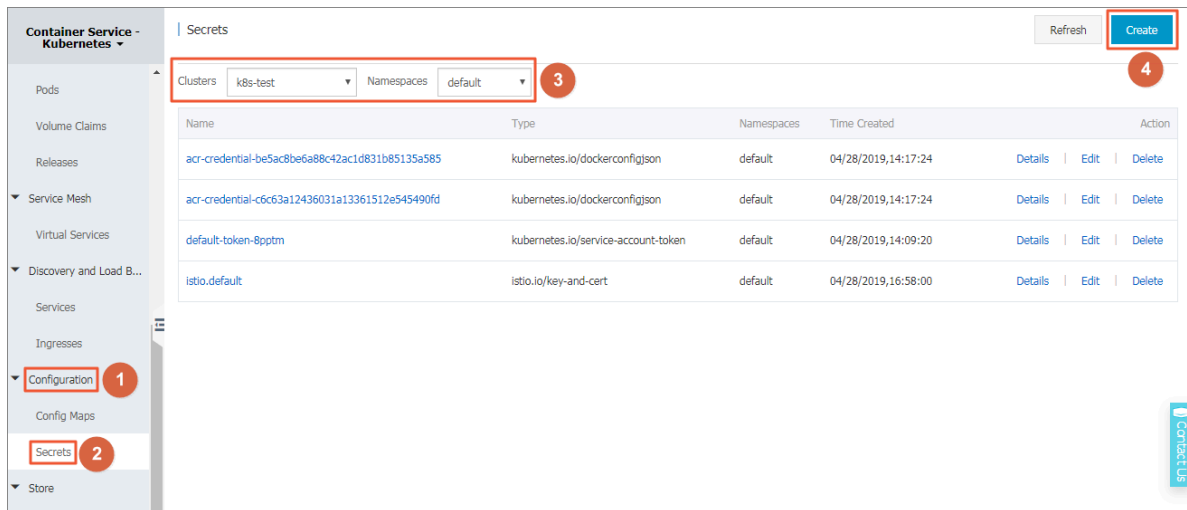 Container Service -
Kubernetes
Pods
Volume Claims
Releases
Service Mesh
Virtual Services
Discovery and Load B...
Services
Ingresses
Configuration 1
Config Maps
Secrets 2
Store
Secrets
Refresh Create
4
Clusters k8s-test Namespaces default 3
Name Type Namespaces Time Created Action
acr-credential-be5ac8be6a88c42ac1d831b85135a585 kubernetes.io/dockerconfigjson default 04/28/2019,14:17:24 Details | Edit | Delete
acr-credential-c6c63a12436031a13361512e545490fd kubernetes.io/dockerconfigjson default 04/28/2019,14:17:24 Details | Edit | Delete
default-token-8pptm kubernetes.io/service-account-token default 04/28/2019,14:09:20 Details | Edit | Delete
istio.default istio.io/key-and-cert default 04/28/2019,16:58:00 Details | Edit | Delete
Contact Us